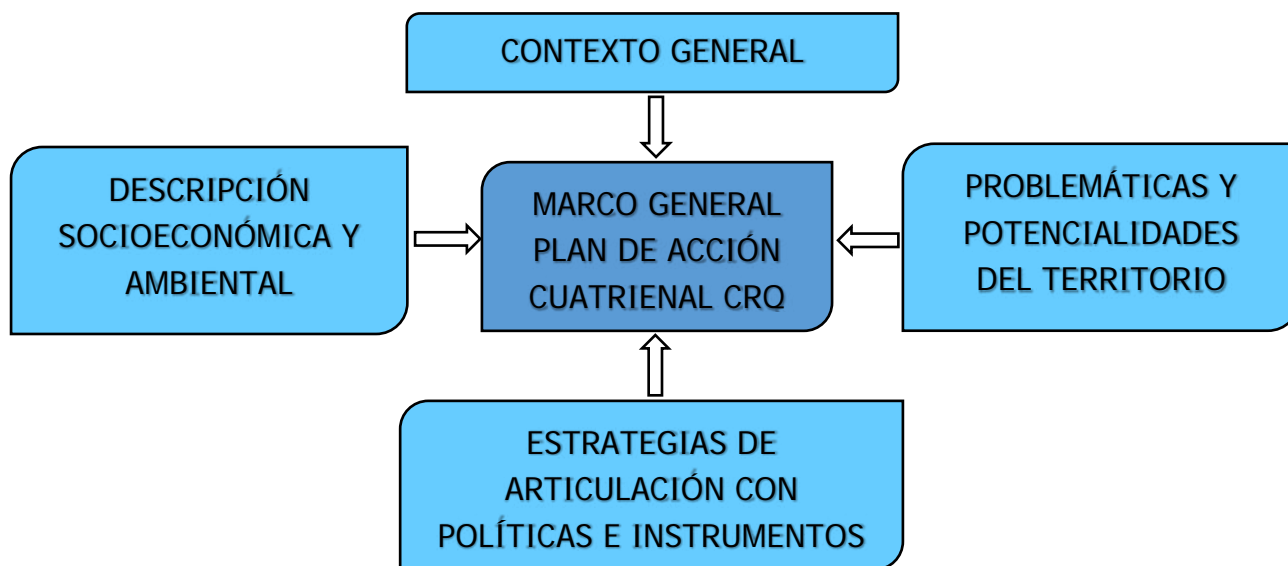 CONTEXTO GENERAL
DESCRIPCIÓN
SOCIOECONÓMICA Y
AMBIENTAL
MARCO GENERAL
PLAN DE ACCIÓN
CUATRIENAL CRQ
PROBLEMÁTICAS Y
POTENCIALIDADES
DEL TERRITORIO
ESTRATEGIAS DE
ARTICULACIÓN CON
POLÍTICAS E INSTRUMENTOS